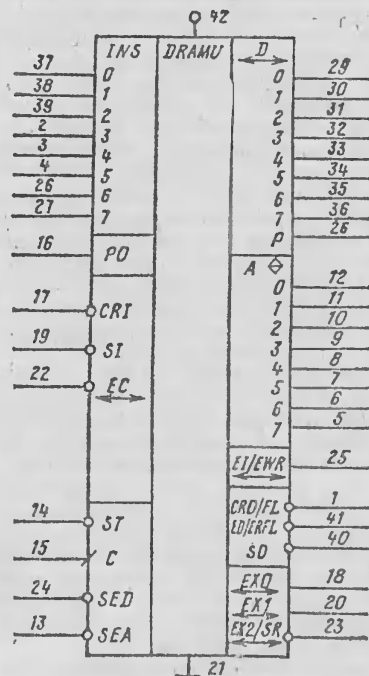 42
INS DRAMU D
37 0 0 29
38 1 1 30
39 2 2 31
2 3 3 32
3 4 4 33
4 5 5 34
26 6 6 35
27 7 7 36
P 26
16 PO
A
0 12
17 CRI 1 11
2 10
19 SI 3 9
4 8
22 EC 5 7
6 6
7 5
EI/EWR 25
14 ST CRD/FL 1
ED/ERFL 41
15 C SO 40
24 SED EX0 18
EX1 20
13 SEA EX2/SR 23
21